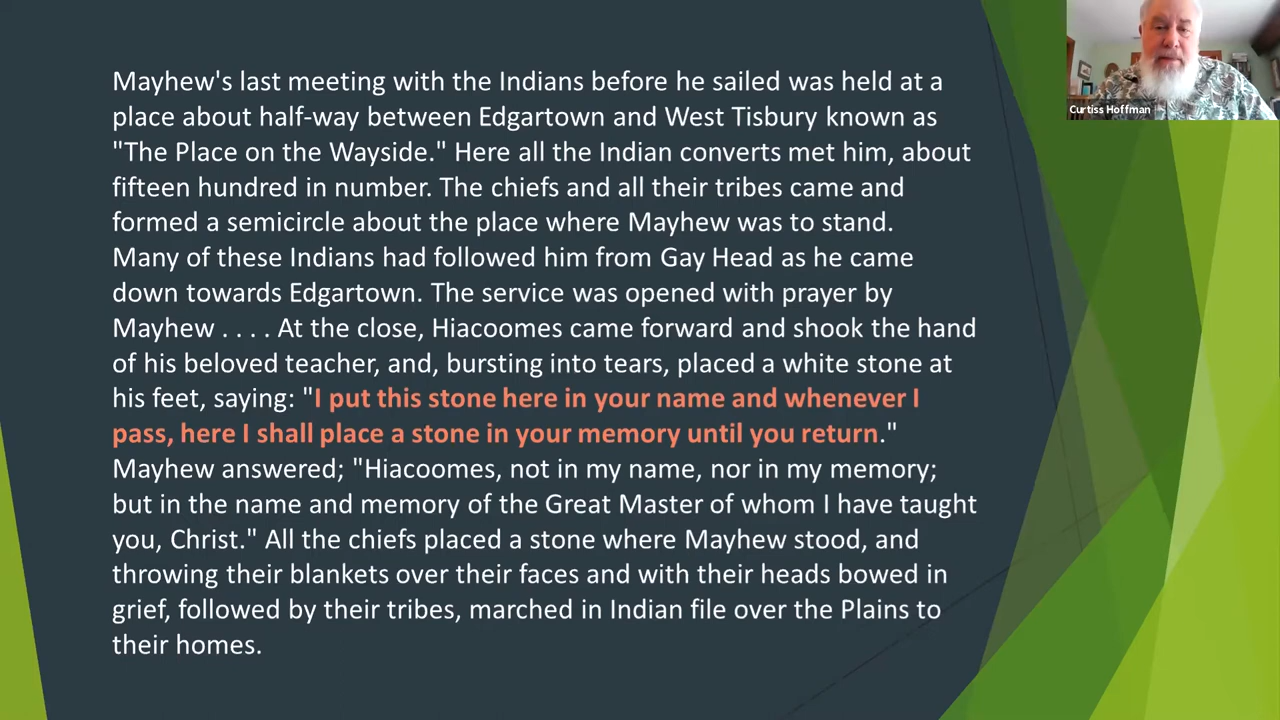 Mayhew's last meeting with the Indians before he sailed was held at a
place about half-way between Edgartown and West Tisbury known as
"The Place on the Wayside." Here all the Indian converts met him, about
fifteen hundred in number. The chiefs and all their tribes came and
formed a semicircle about the place where Mayhew was to stand.
Many of these Indians had followed him from Gay Head as he came
down towards Edgartown. The service was opened with prayer by
Mayhew . . . . At the close, Hiacoomes came forward and shook the hand
of his beloved teacher, and, bursting into tears, placed a white stone at
his feet, saying: "I put this stone here in your name and whenever I
pass, here I shall place a stone in your memory until you return."
Mayhew answered; "Hiacoomes, not in my name, nor in my memory;
but in the name and memory of the Great Master of whom I have taught
you, Christ." All the chiefs placed a stone where Mayhew stood, and
throwing their blankets over their faces and with their heads bowed in
grief, followed by their tribes, marched in Indian file over the Plains to
their homes.
Curtiss Hoffman